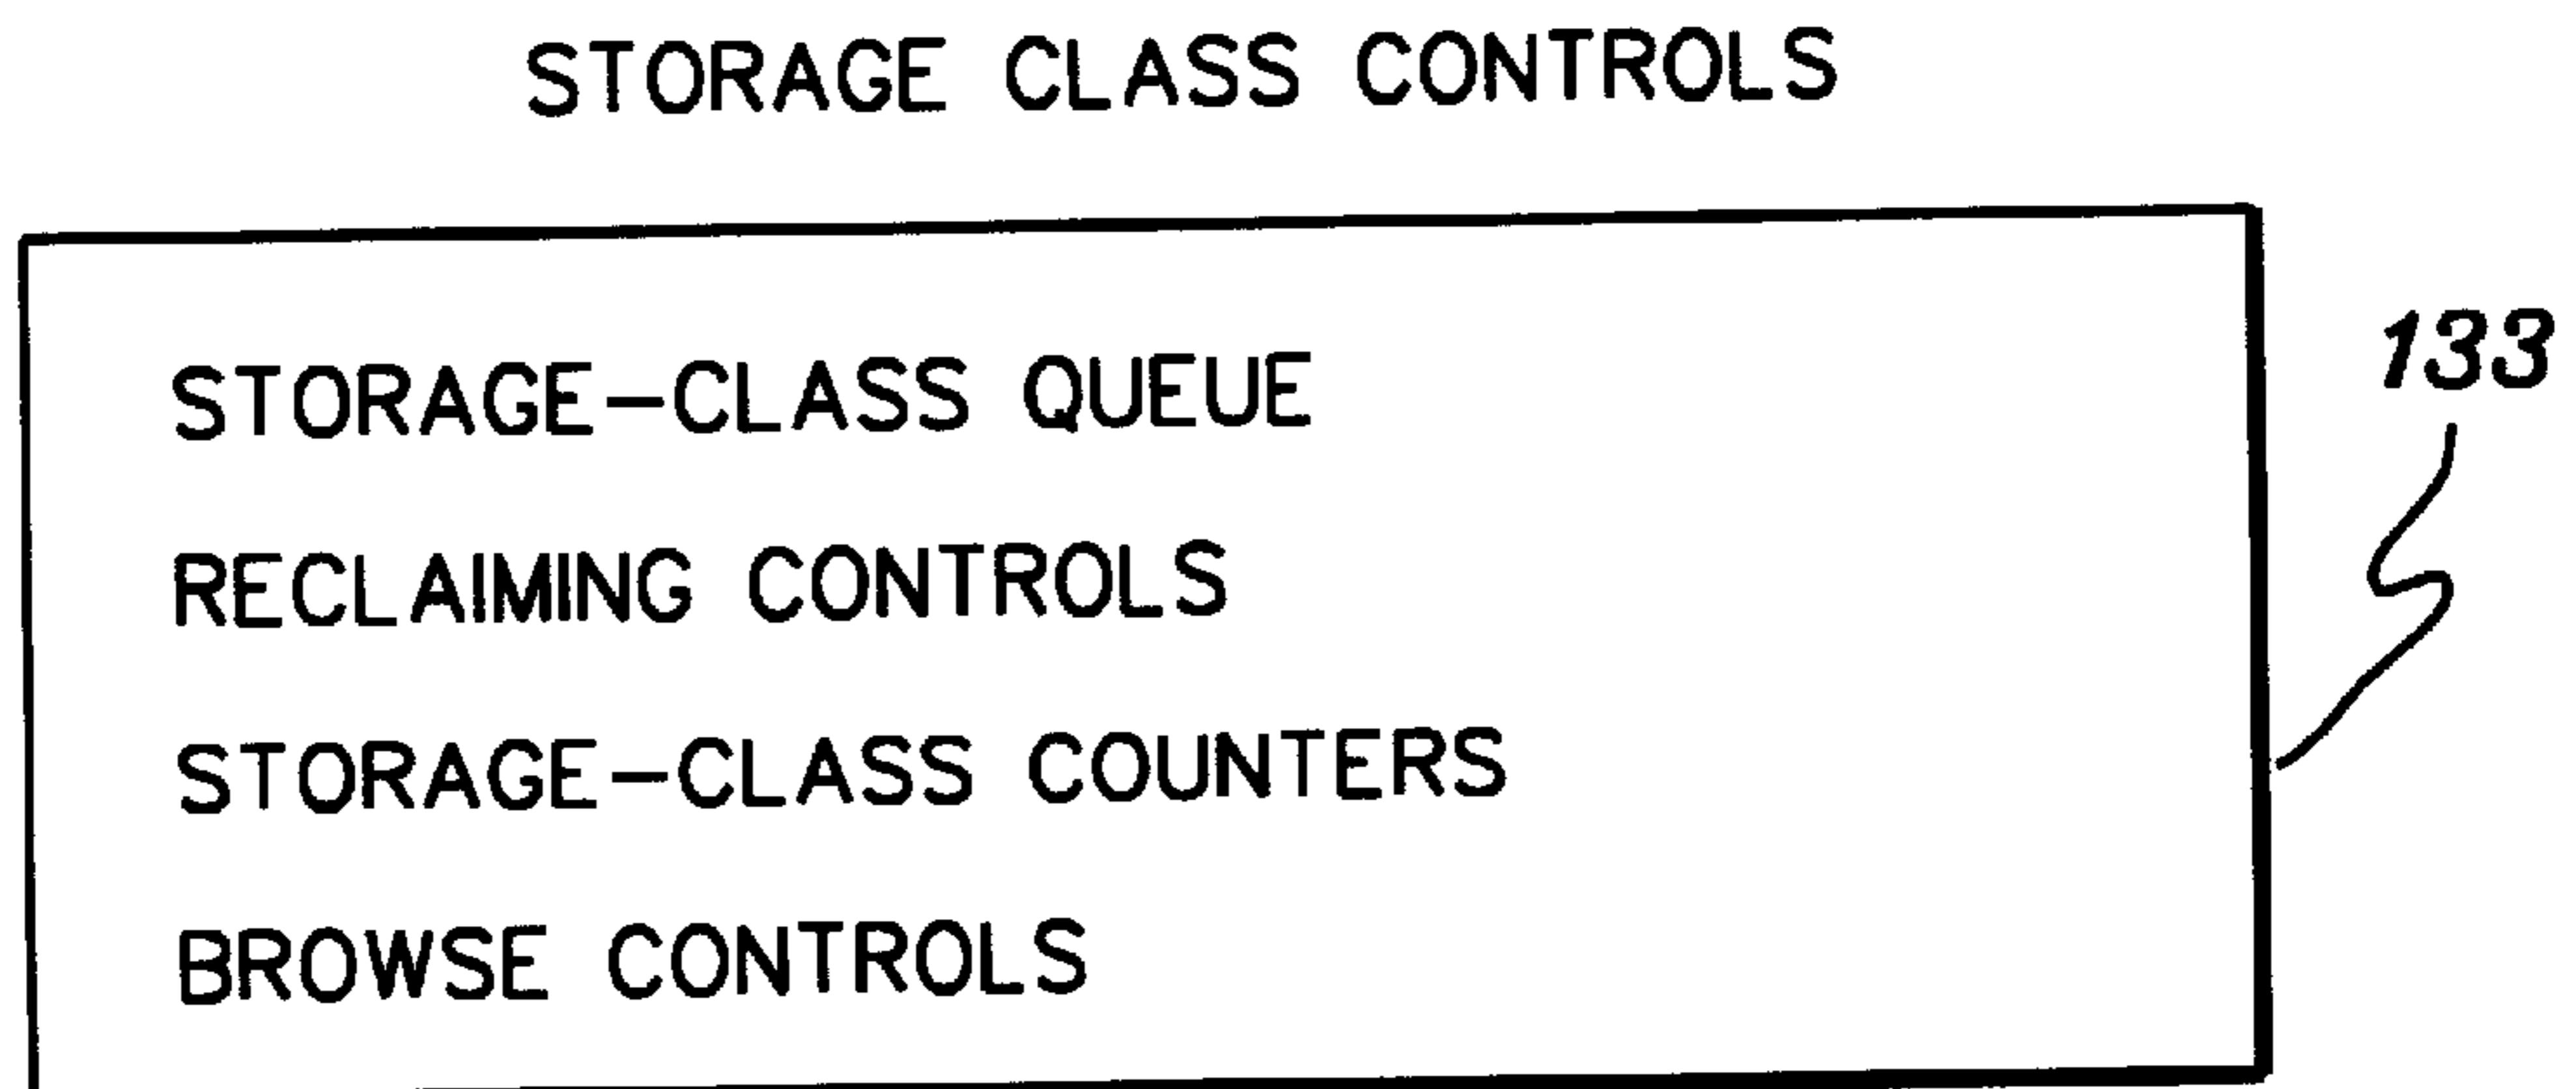 STORAGE CLASS CONTROLS
STORAGE-CLASS QUEUE
133
RECLAIMING CONTROLS
STORAGE-CLASS COUNTERS
BROWSE CONTROLS